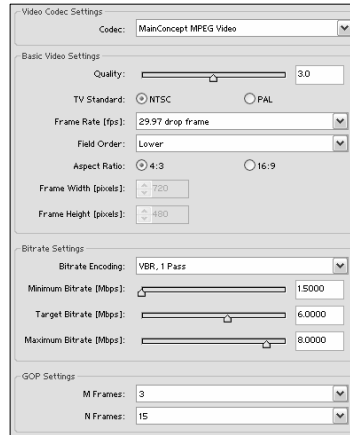 Video Codec Settings
Codec: MainConcept MPEG Video
Basic Video Settings
Quality: 3.0
TV Standard: NTSC PAL
Frame Rate [fps]: 29.97 drop frame
Field Order: Lower
Aspect Ratio: 4:3 16:9
Frame Width [pixels]: 720
Frame Height [pixels]: 480
Bitrate Settings
Bitrate Encoding: VBR, 1 Pass
Minimum Bitrate [Mbps]: 1.5000
Target Bitrate [Mbps]: 6.0000
Maximum Bitrate [Mbps]: 8.0000
GOP Settings
M Frames: 3
N Frames: 15